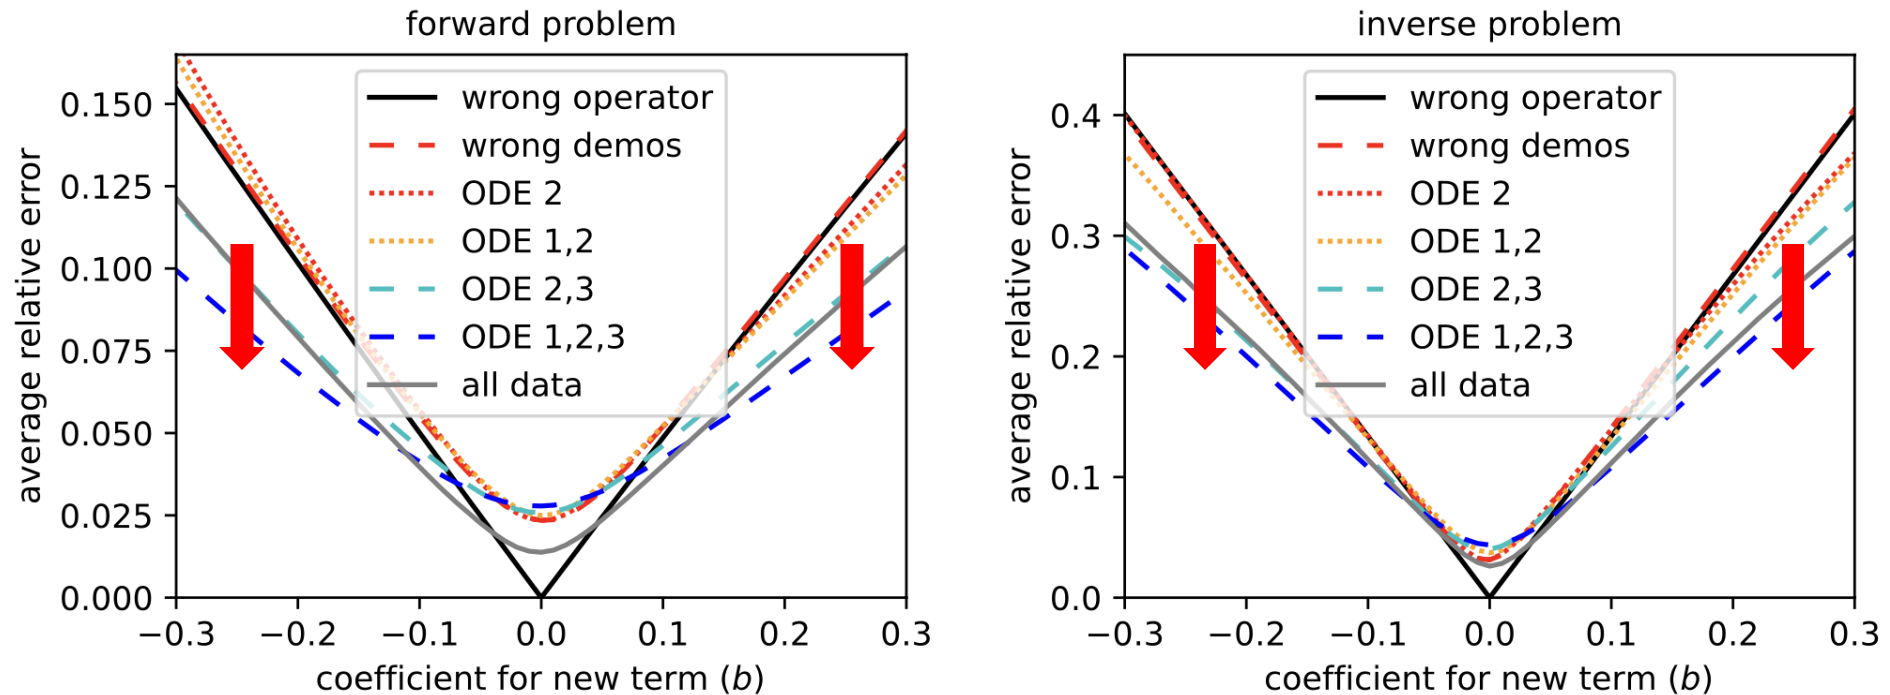 forward problem
0.150
0.125
0.100
0.075
0.050
0.025
0.000
average relative error
wrong operator
wrong demos
ODE 2
ODE 1,2
ODE 2,3
ODE 1,2,3
all data
−0.3 −0.2 −0.1 0.0 0.1 0.2 0.3
coefficient for new term (b)
inverse problem
0.4
0.3
0.2
0.1
0.0
average relative error
wrong operator
wrong demos
ODE 2
ODE 1,2
ODE 2,3
ODE 1,2,3
all data
−0.3 −0.2 −0.1 0.0 0.1 0.2 0.3
coefficient for new term (b)